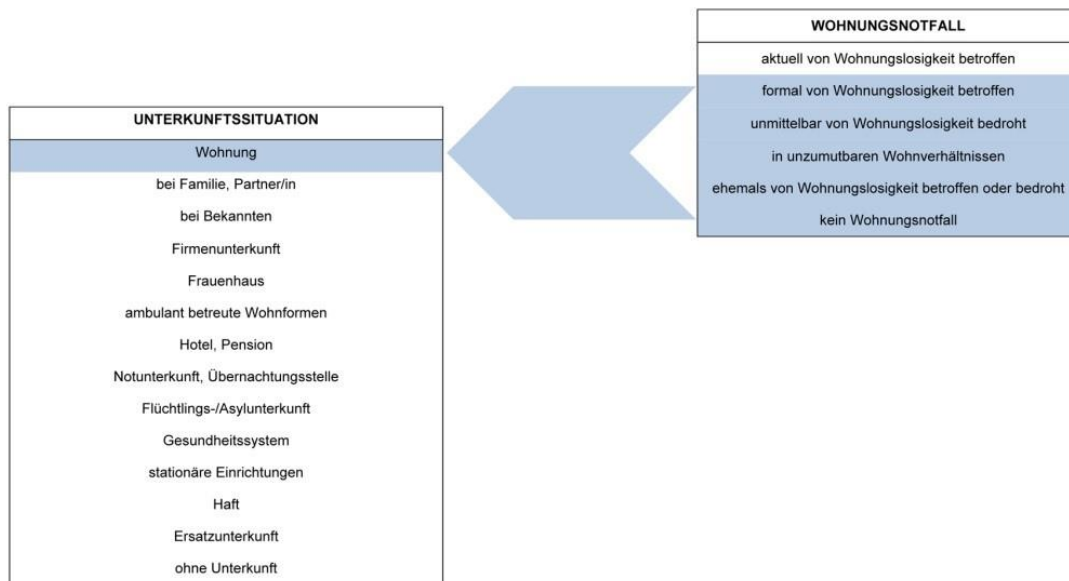 WOHNUNGSNOTFALL
aktuell von Wohnungslosigkeit betroffen
formal von Wohnungslosigkeit betroffen
unmittelbar von Wohnungslosigkeit bedroht
in unzumutbaren Wohnverhältnissen
ehemals von Wohnungslosigkeit betroffen oder bedroht
kein Wohnungsnotfall
UNTERKUNFTSSITUATION
Wohnung
bei Familie, Partner/in
bei Bekannten
Firmenunterkunft
Frauenhaus
ambulant betreute Wohnformen
Hotel, Pension
Notunterkunft, Übernachtungsstelle
Flüchtlings-/Asylunterkunft
Gesundheitssystem
stationäre Einrichtungen
Haft
Ersatzunterkunft
ohne Unterkunft